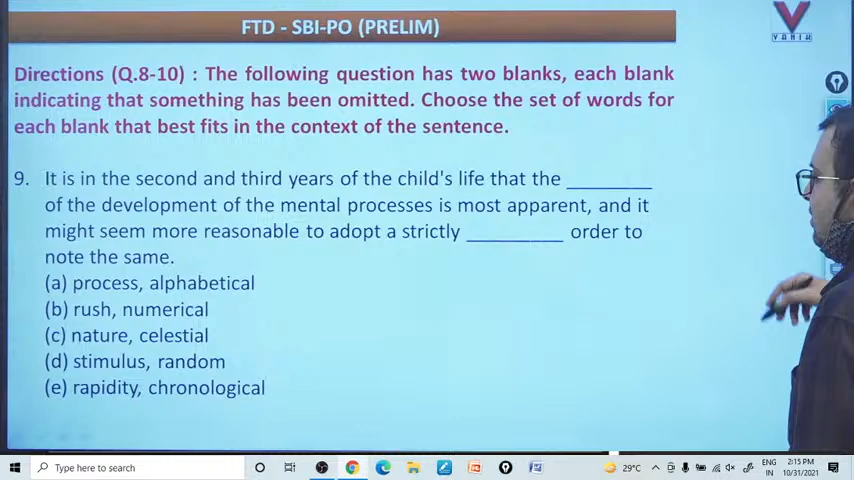 FTD - SBI-PO (PRELIM)
VANIK
Directions (Q.8-10) : The following question has two blanks, each blank
indicating that something has been omitted. Choose the set of words for
each blank that best fits in the context of the sentence.
9. It is in the second and third years of the child's life that the ________
of the development of the mental processes is most apparent, and it
might seem more reasonable to adopt a strictly _________ order to
note the same.
(a) process, alphabetical
(b) rush, numerical
(c) nature, celestial
(d) stimulus, random
(e) rapidity, chronological
Type here to search
29°C
ENG
IN
2:15 PM
10/31/2021